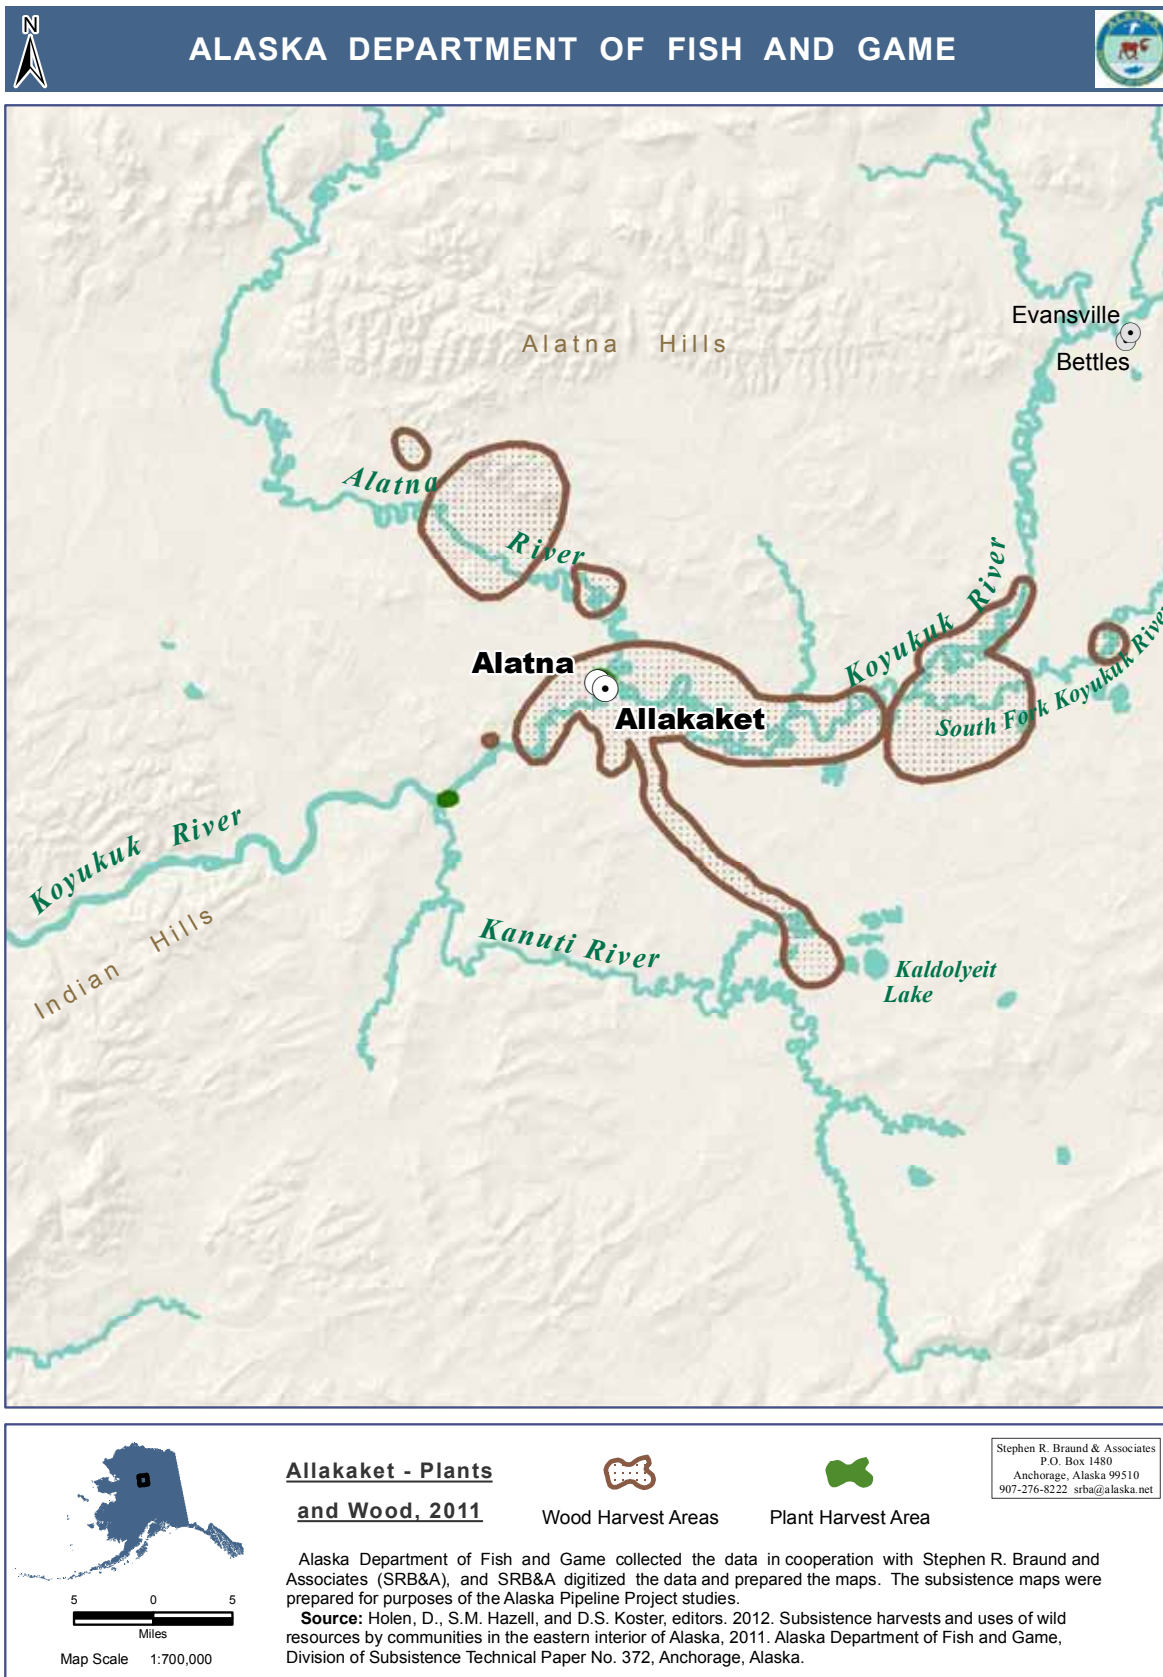 N
ALASKA DEPARTMENT OF FISH AND GAME
Evansville
Bettles
Alatna Hills
Alatna
River
Koyukuk River
South Fork Koyukuk River
Alatna
Allakaket
Koyukuk River
Indian Hills
Kanuti River
Kaldolyeit
Lake
Allakaket - Plants
and Wood, 2011
Wood Harvest Areas
Plant Harvest Area
Stephen R. Braund & Associates
P.O. Box 1480
Anchorage, Alaska 99510
907-276-8222 srba@alaska.net
5 0 5
Miles
Map Scale 1:700,000
Alaska Department of Fish and Game collected the data in cooperation with Stephen R. Braund and
Associates (SRB&A), and SRB&A digitized the data and prepared the maps. The subsistence maps were
prepared for purposes of the Alaska Pipeline Project studies.
Source: Holen, D., S.M. Hazell, and D.S. Koster, editors. 2012. Subsistence harvests and uses of wild
resources by communities in the eastern interior of Alaska, 2011. Alaska Department of Fish and Game,
Division of Subsistence Technical Paper No. 372, Anchorage, Alaska.